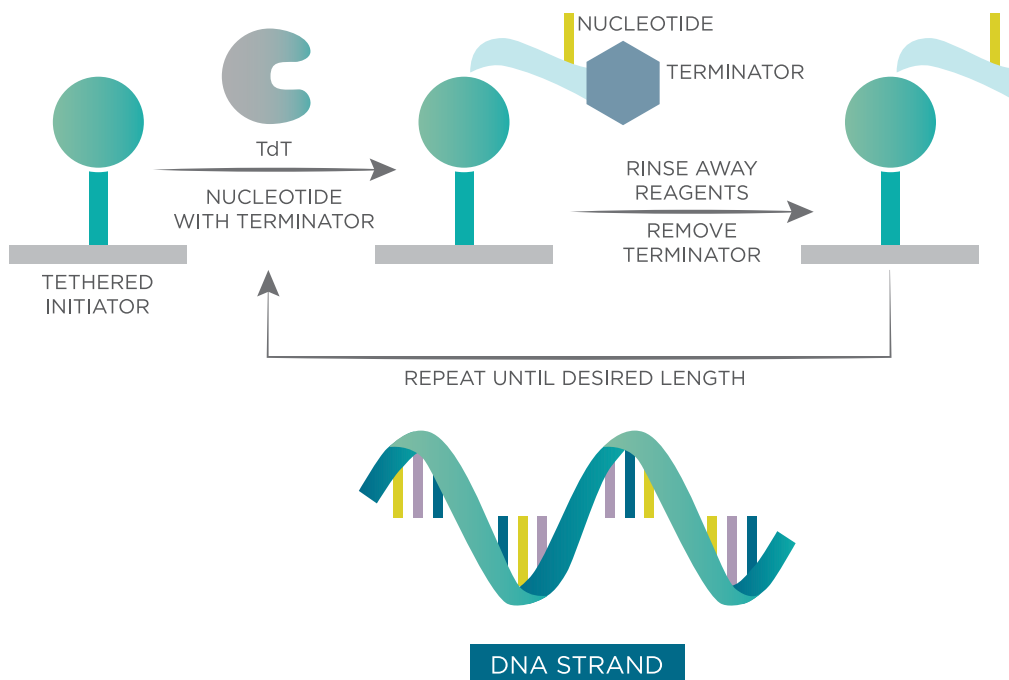 NUCLEOTIDE
TERMINATOR
TdT
NUCLEOTIDE
WITH TERMINATOR
RINSE AWAY
REAGENTS
REMOVE
TERMINATOR
TETHERED
INITIATOR
REPEAT UNTIL DESIRED LENGTH
DNA STRAND